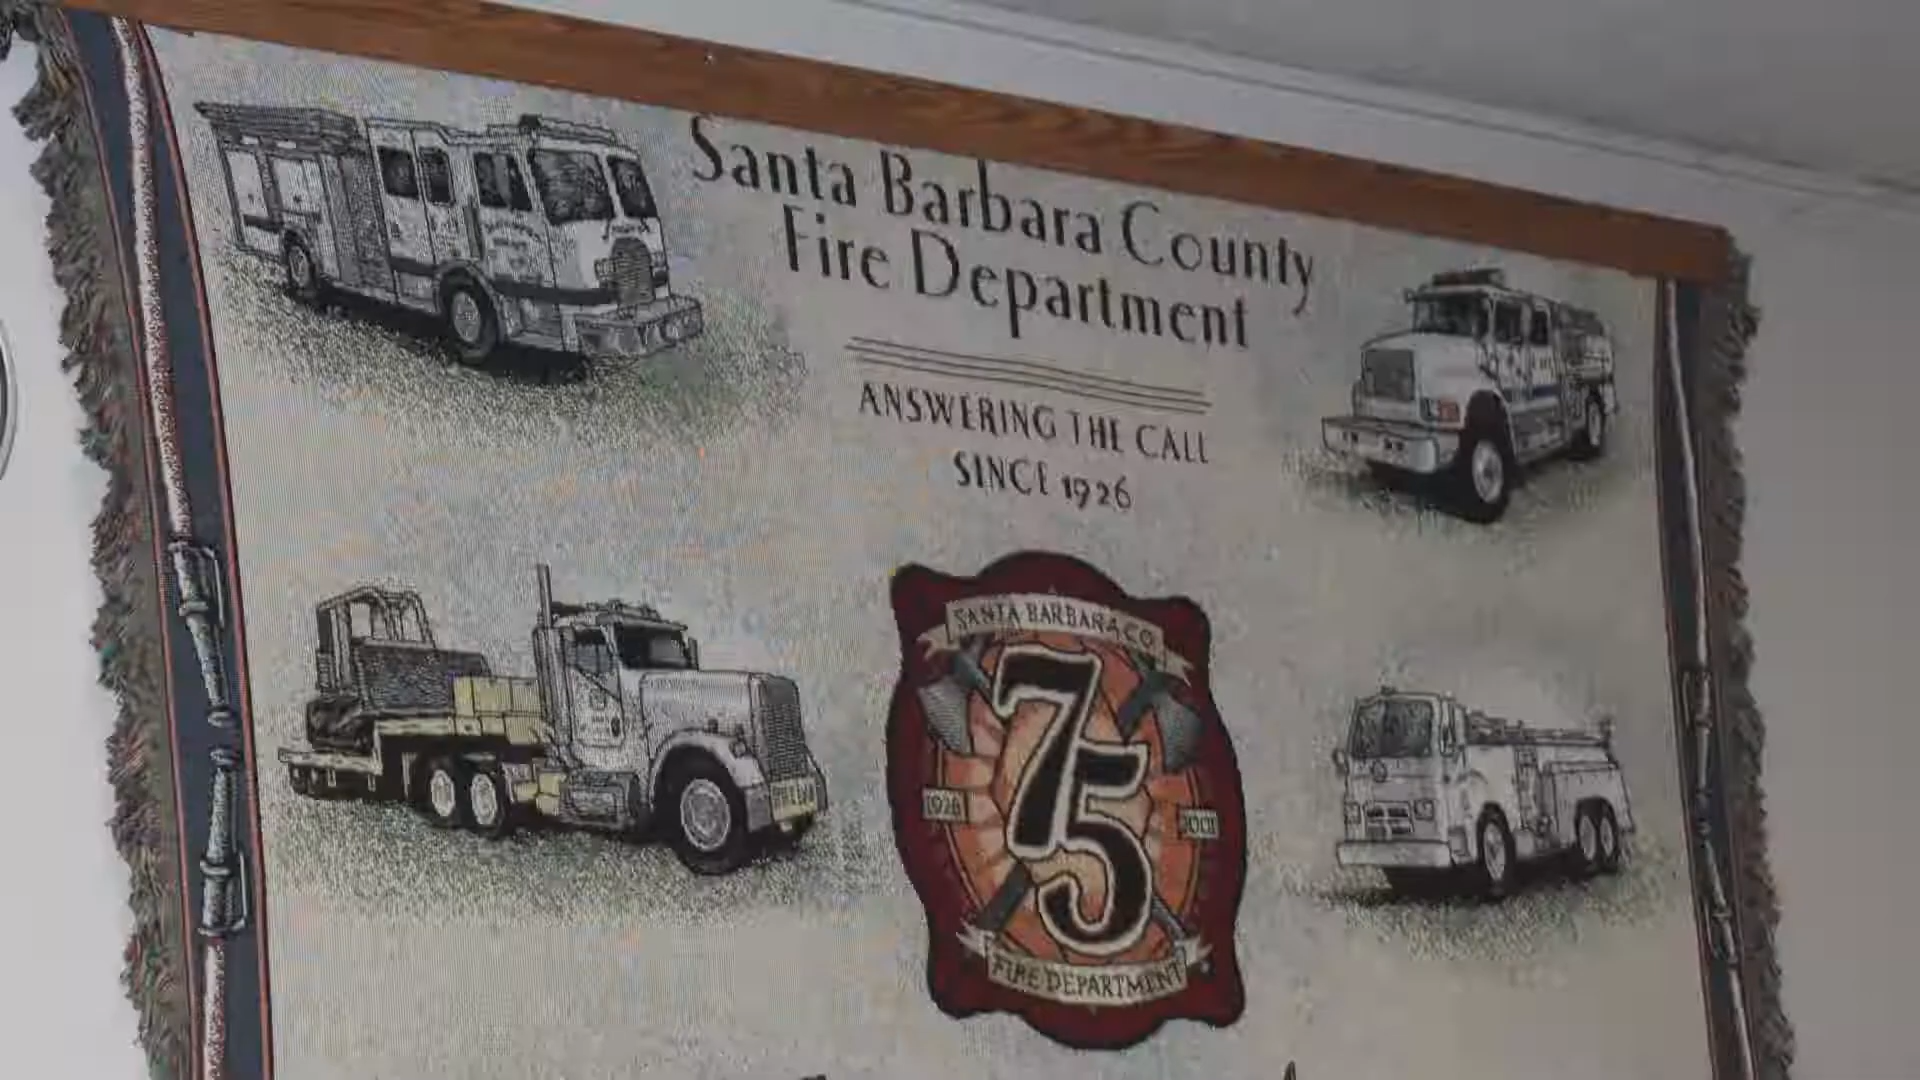 Santa Barbara County
Fire Department
ANSWERING THE CALL
SINCE 1926
SANTA BARBARA CO
75
1926
2001
FIRE DEPARTMENT